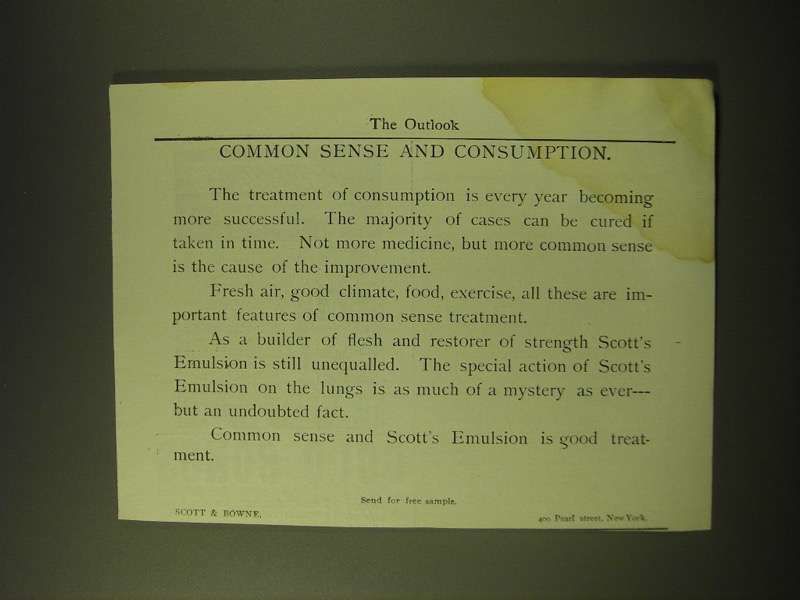 The Outlook
COMMON SENSE AND CONSUMPTION.
The treatment of consumption is every year becoming
more successful. The majority of cases can be cured if
taken in time. Not more medicine, but more common sense
is the cause of the improvement.
Fresh air, good climate, food, exercise, all these are im-
portant features of common sense treatment.
As a builder of flesh and restorer of strength Scott's
Emulsion is still unequalled. The special action of Scott's
Emulsion on the lungs is as much of a mystery as ever---
but an undoubted fact.
Common sense and Scott's Emulsion is good treat-
ment.
Send for free sample.
SCOTT & BOWNE, 400 Pearl street, New York.